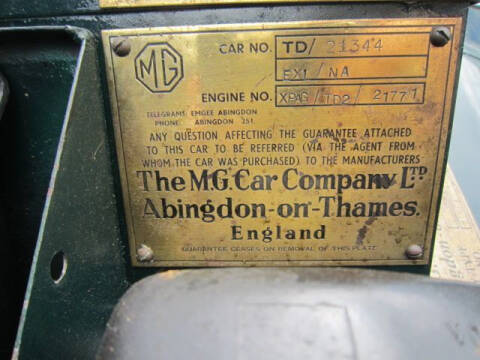 MG
CAR NO. TD/ 21344
EXI/NA
ENGINE NO. XPAG/TD2/21771
TELEGRAMS EMGEE ABINGDON
PHONE ABINGDON 251
ANY QUESTION AFFECTING THE GUARANTEE ATTACHED
TO THIS CAR TO BE REFERRED (VIA THE AGENT FROM
WHOM THE CAR WAS PURCHASED) TO THE MANUFACTURERS
The M.G. Car Company LTD
Abingdon-on-Thames.
England
GUARANTEE CEASES ON REMOVAL OF THIS PLATE